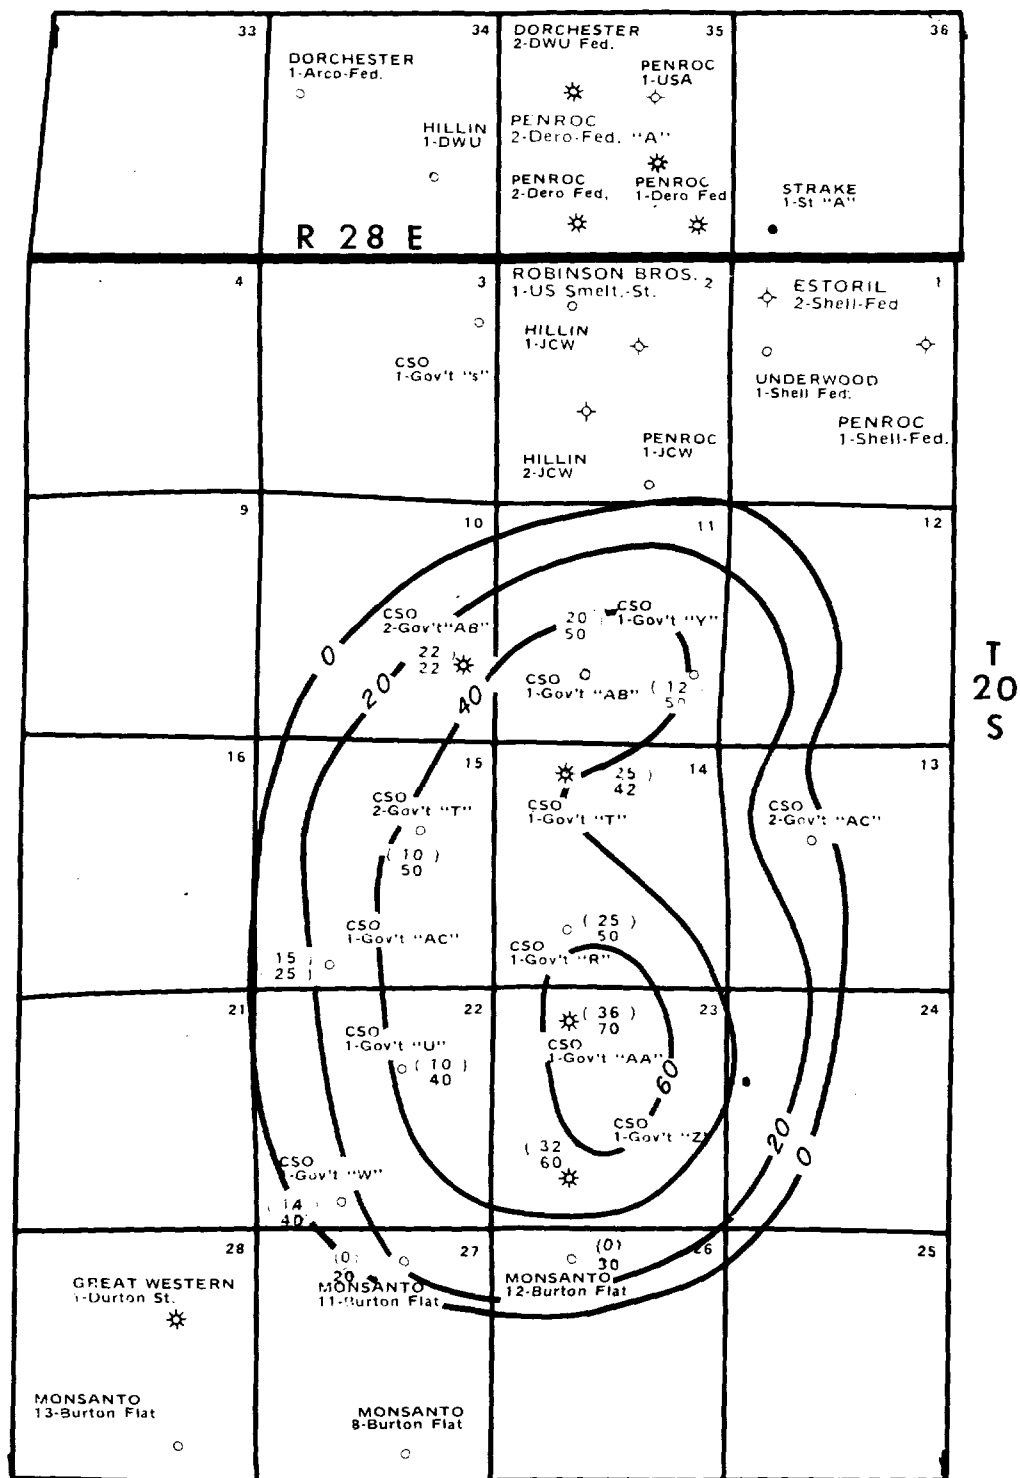 33
34
35
36
DORCHESTER
1-Arco-Fed.
HILLIN
1-DWU
DORCHESTER
2-DWU Fed.
PENROC
1-USA
PENROC
2-Dero-Fed. "A"
PENROC
2-Dero Fed.
PENROC
1-Dero Fed
STRAKE
1-St "A"
R 28 E
4
3
2
1
CSO
1-Gov't "s"
ROBINSON BROS.
1-US Smelt.-St.
HILLIN
1-JCW
HILLIN
2-JCW
PENROC
1-JCW
ESTORIL
2-Shell-Fed
UNDERWOOD
1-Shell Fed.
PENROC
1-Shell-Fed.
9
10
11
12
0
20
40
CSO
2-Gov't "AB"
22 )
22
20 )
50
CSO
1-Gov't "Y"
CSO
1-Gov't "AB"
( 12
50
T
20
S
16
15
14
13
CSO
2-Gov't "T"
( 10 )
50
25 )
42
CSO
1-Gov't "T"
CSO
2-Gov't "AC"
CSO
1-Gov't "AC"
15 )
25
( 25 )
50
CSO
1-Gov't "R"
21
22
23
24
CSO
1-Gov't "U"
( 10 )
40
( 36 )
70
CSO
1-Gov't "AA"
60
CSO
1-Gov't "Z"
( 32
60
20
0
CSO
1-Gov't "W"
( 14 )
40
28
27
26
25
GREAT WESTERN
1-Durton St.
(0)
20
MONSANTO
11-Burton Flat
(0)
30
MONSANTO
12-Burton Flat
MONSANTO
13-Burton Flat
MONSANTO
8-Burton Flat